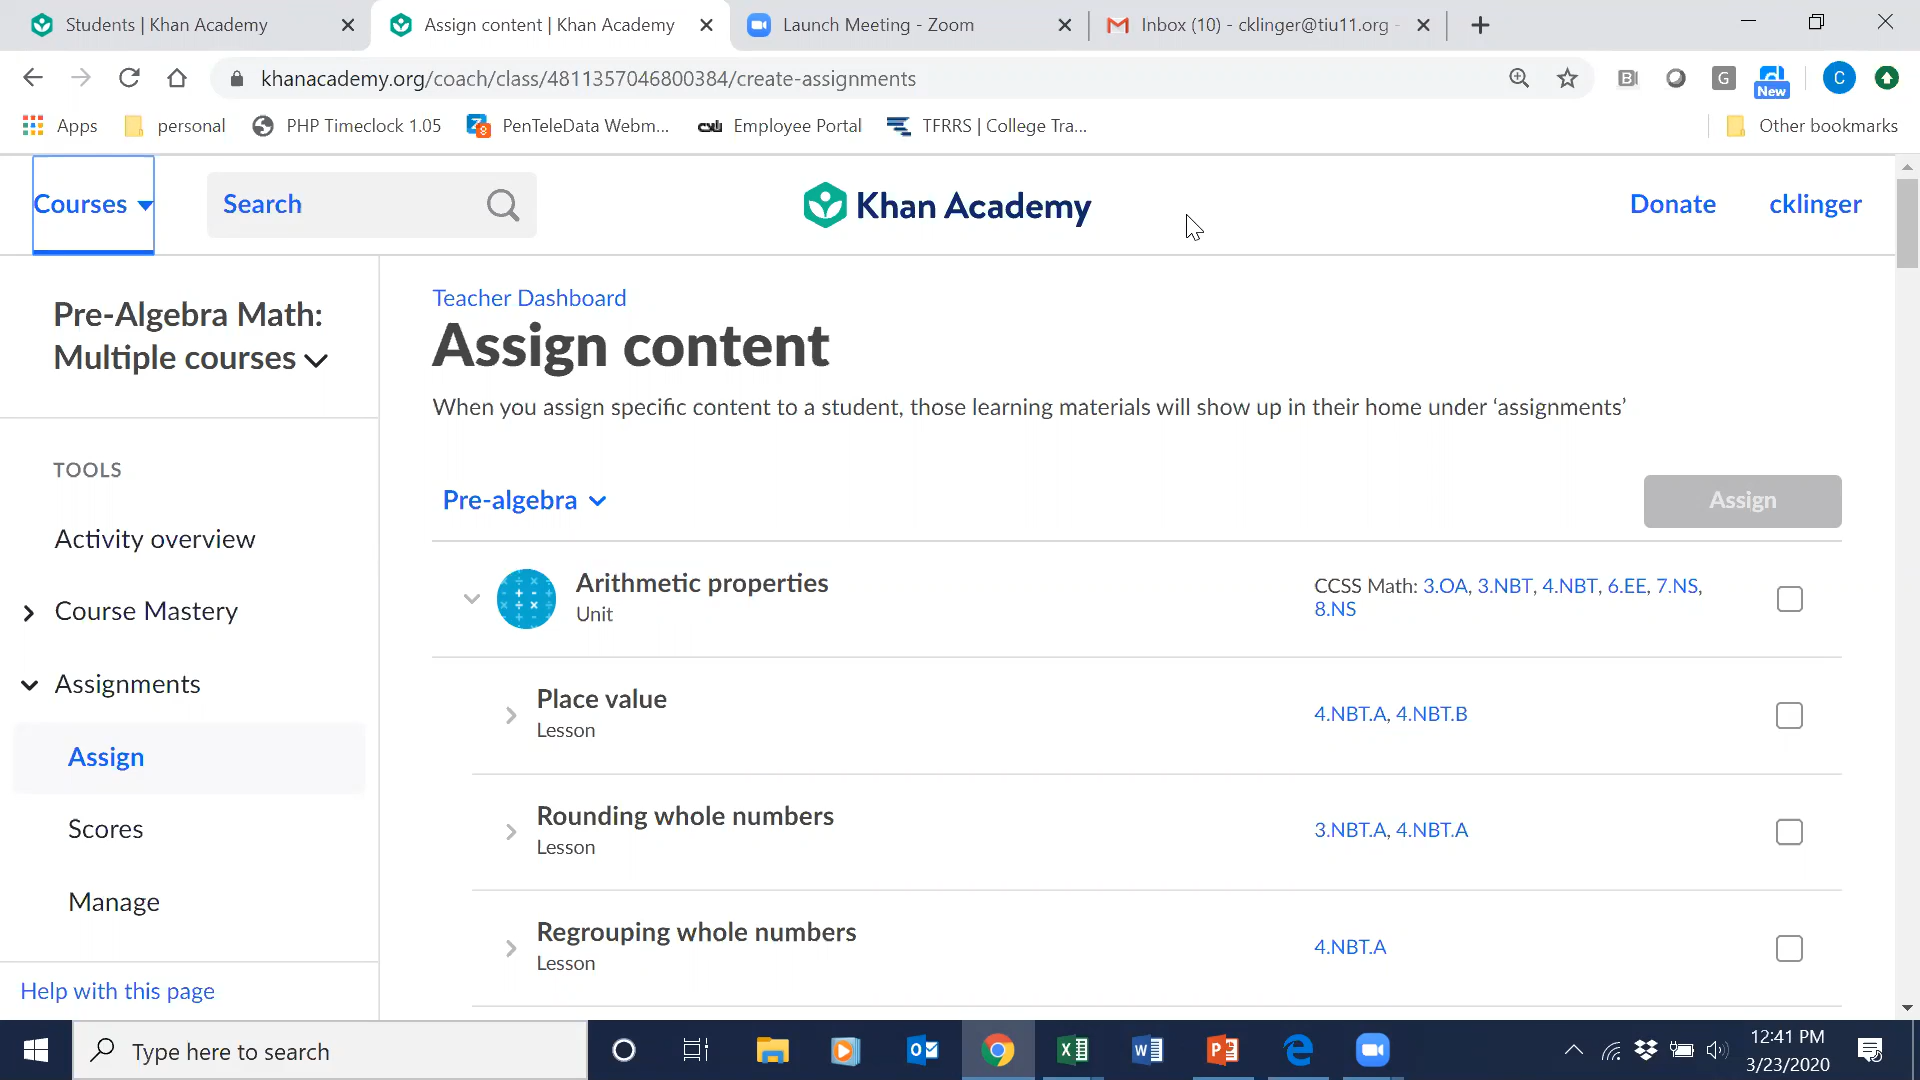 Students | Khan Academy
Assign content | Khan Academy
Launch Meeting - Zoom
Inbox (10) - cklinger@tiu11.org -
khanacademy.org/coach/class/4811357046800384/create-assignments
B
G
New
C
Apps
personal
PHP Timeclock 1.05
PenTeleData Webm...
Employee Portal
TFRRS | College Tra...
Other bookmarks
Courses
Search
Khan Academy
Donate
cklinger
Pre-Algebra Math:
Multiple courses
TOOLS
Activity overview
Course Mastery
Assignments
Assign
Scores
Manage
Help with this page
Teacher Dashboard
Assign content
When you assign specific content to a student, those learning materials will show up in their home under ‘assignments’
Pre-algebra
Assign
Arithmetic properties
Unit
CCSS Math: 3.OA, 3.NBT, 4.NBT, 6.EE, 7.NS,
8.NS
Place value
Lesson
4.NBT.A, 4.NBT.B
Rounding whole numbers
Lesson
3.NBT.A, 4.NBT.A
Regrouping whole numbers
Lesson
4.NBT.A
Type here to search
12:41 PM
3/23/2020